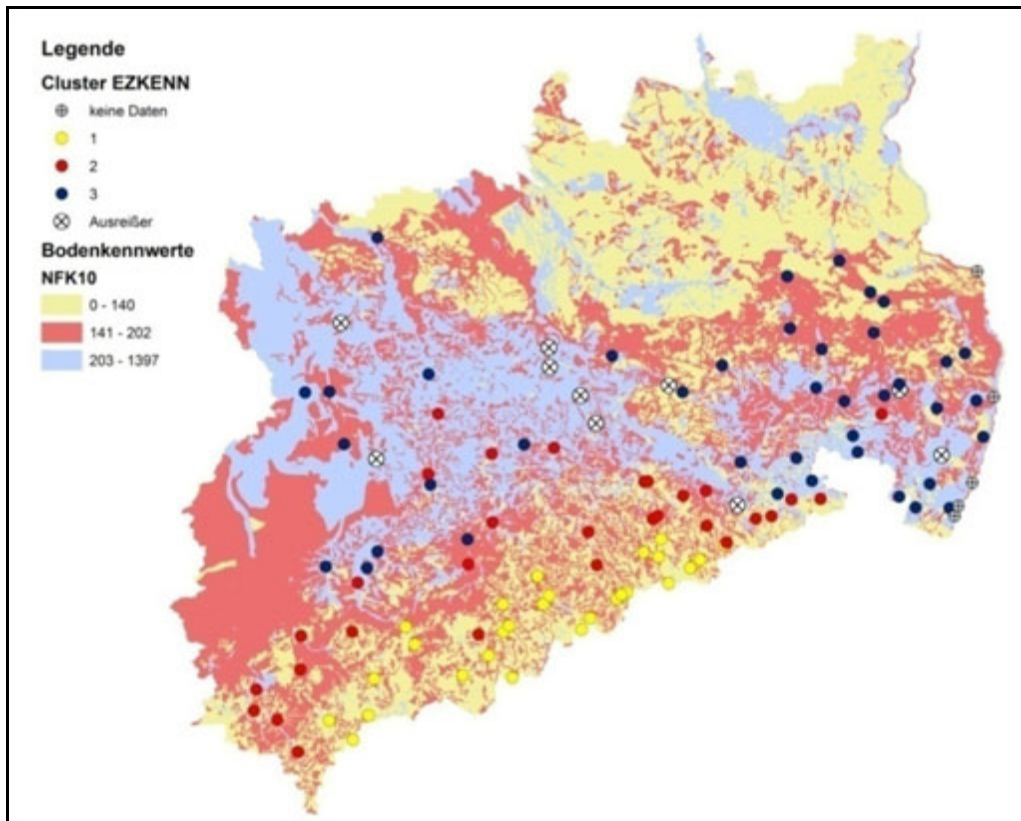 Legende
Cluster EZKENN
keine Daten
1
2
3
Ausreißer
Bodenkennwerte
NFK10
0 - 140
141 - 202
203 - 1397